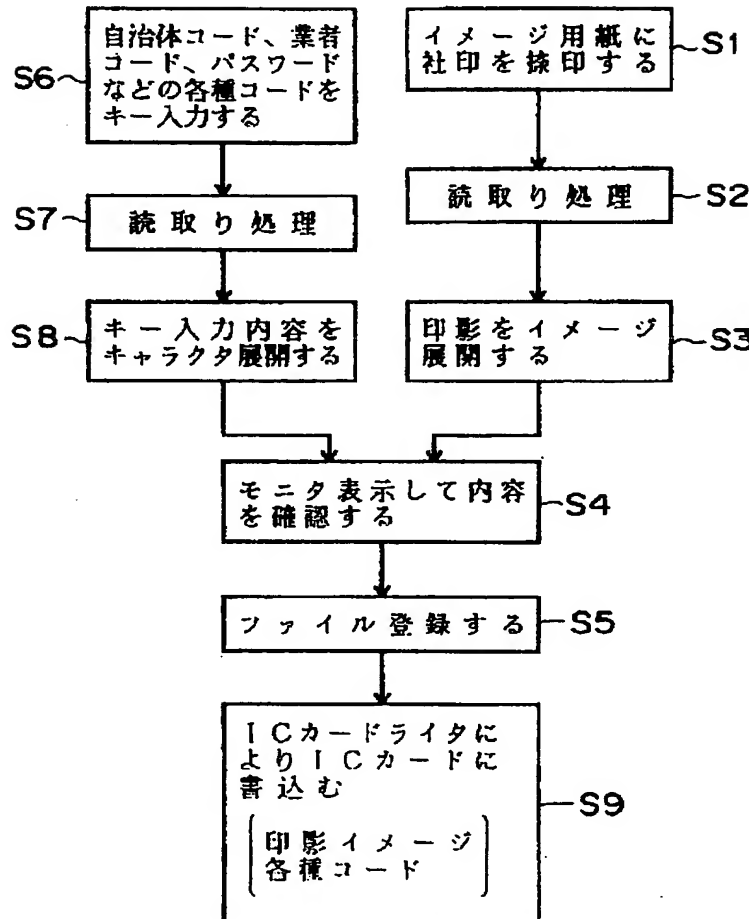 自治体コード、業者
コード、パスワード
などの各種コードを
キー入力する
S6
イメージ用紙に
社印を捺印する
S1
読取り処理
S7
読取り処理
S2
キー入力内容を
キャラクタ展開する
S8
印影をイメージ
展開する
S3
モニタ表示して内容
を確認する
S4
ファイル登録する
S5
ICカードライタに
よりICカードに
書込む
印影イメージ
各種コード
S9